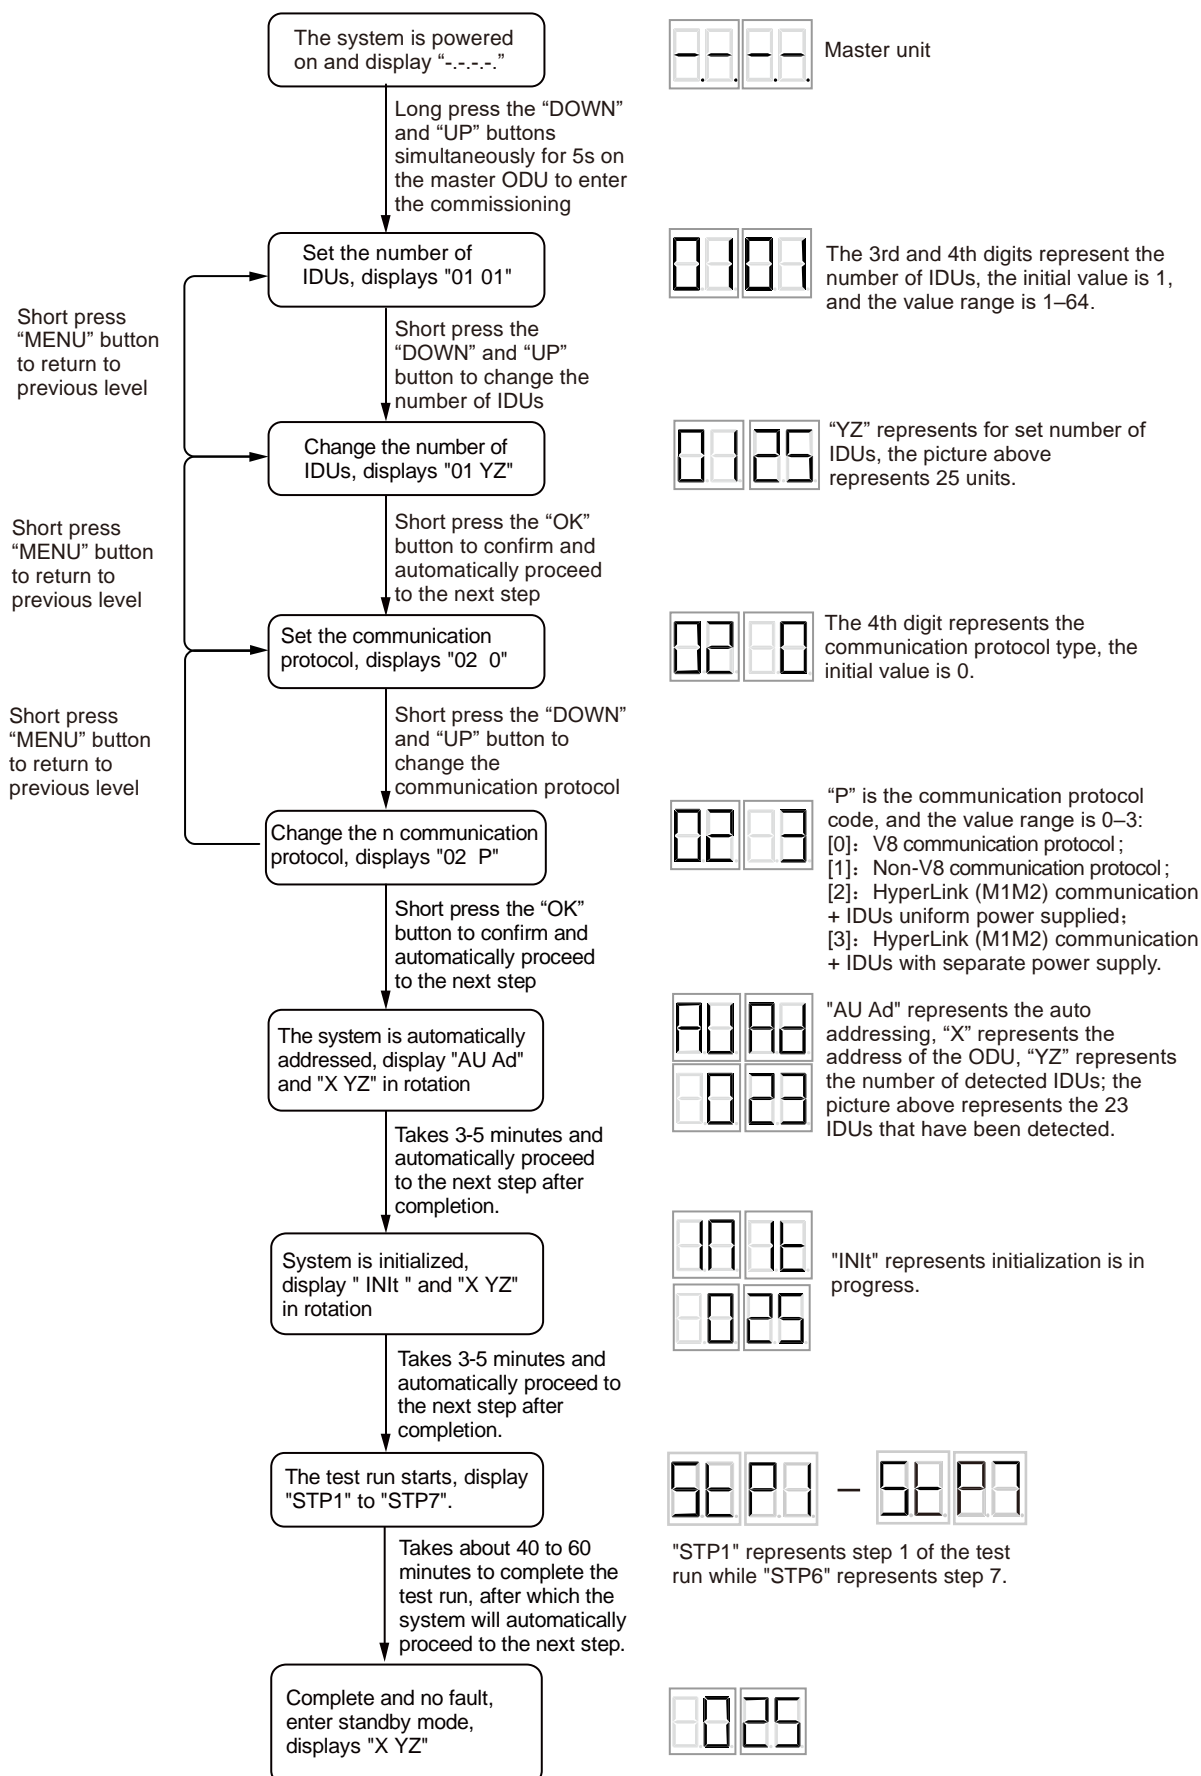 The system is powered
on and display “-.-.-.-.”
Master unit
Long press the “DOWN”
and “UP” buttons
simultaneously for 5s on
the master ODU to enter
the commissioning
Set the number of
IDUs, displays "01 01"
0101
The 3rd and 4th digits represent the
number of IDUs, the initial value is 1,
and the value range is 1–64.
Short press
“MENU” button
to return to
previous level
Short press the
“DOWN” and “UP”
button to change the
number of IDUs
Change the number of
IDUs, displays "01 YZ"
0125
“YZ” represents for set number of
IDUs, the picture above
represents 25 units.
Short press
“MENU” button
to return to
previous level
Short press the “OK”
button to confirm and
automatically proceed
to the next step
Set the communication
protocol, displays "02  0"
02 0
The 4th digit represents the
communication protocol type, the
initial value is 0.
Short press
“MENU” button
to return to
previous level
Short press the “DOWN”
and “UP” button to
change the
communication protocol
Change the n communication
protocol, displays "02  P"
02 3
“P” is the communication protocol
code, and the value range is 0–3:
[0]：V8 communication protocol；
[1]：Non-V8 communication protocol；
[2]：HyperLink (M1M2) communication
+ IDUs uniform power supplied；
[3]：HyperLink (M1M2) communication
+ IDUs with separate power supply.
Short press the “OK”
button to confirm and
automatically proceed
to the next step
The system is automatically
addressed, display "AU Ad"
and "X YZ" in rotation
AU Ad
023
"AU Ad" represents the auto
addressing, “X” represents the
address of the ODU, “YZ” represents
the number of detected IDUs; the
picture above represents the 23
IDUs that have been detected.
Takes 3-5 minutes and
automatically proceed
to the next step after
completion.
System is initialized,
display " INIt " and "X YZ"
in rotation
INIt
025
"INIt" represents initialization is in
progress.
Takes 3-5 minutes and
automatically proceed to
the next step after
completion.
The test run starts, display
"STP1" to "STP7".
StP1 – StP7
"STP1" represents step 1 of the test
run while "STP6" represents step 7.
Takes about 40 to 60
minutes to complete the
test run, after which the
system will automatically
proceed to the next step.
Complete and no fault,
enter standby mode,
displays "X YZ"
025